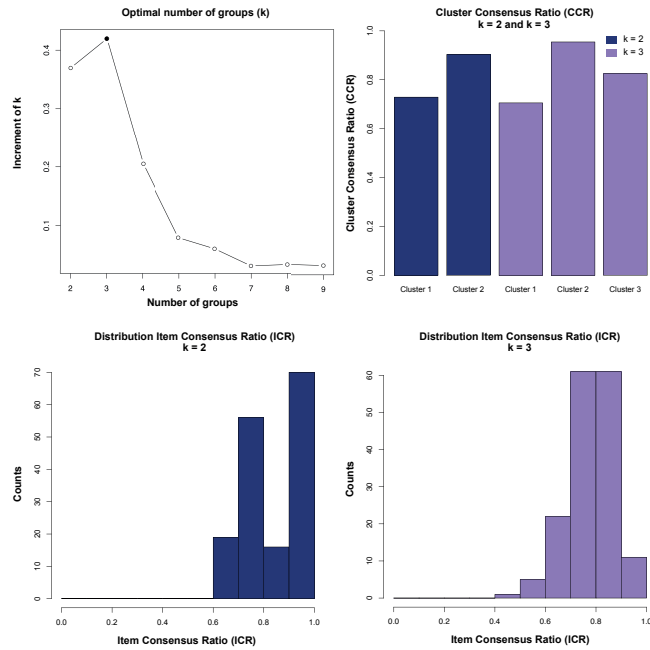 Optimal number of groups (k)
Increment of k
0.4
0.3
0.2
0.1
2 3 4 5 6 7 8 9
Number of groups
Cluster Consensus Ratio (CCR)
k = 2 and k = 3
k = 2
k = 3
Cluster Consensus Ratio (CCR)
1.0
0.8
0.6
0.4
0.2
0.0
Cluster 1 Cluster 2 Cluster 1 Cluster 2 Cluster 3
Distribution Item Consensus Ratio (ICR)
k = 2
Counts
70
60
50
40
30
20
10
0
0.0 0.2 0.4 0.6 0.8 1.0
Item Consensus Ratio (ICR)
Distribution Item Consensus Ratio (ICR)
k = 3
Counts
60
50
40
30
20
10
0
0.0 0.2 0.4 0.6 0.8 1.0
Item Consensus Ratio (ICR)